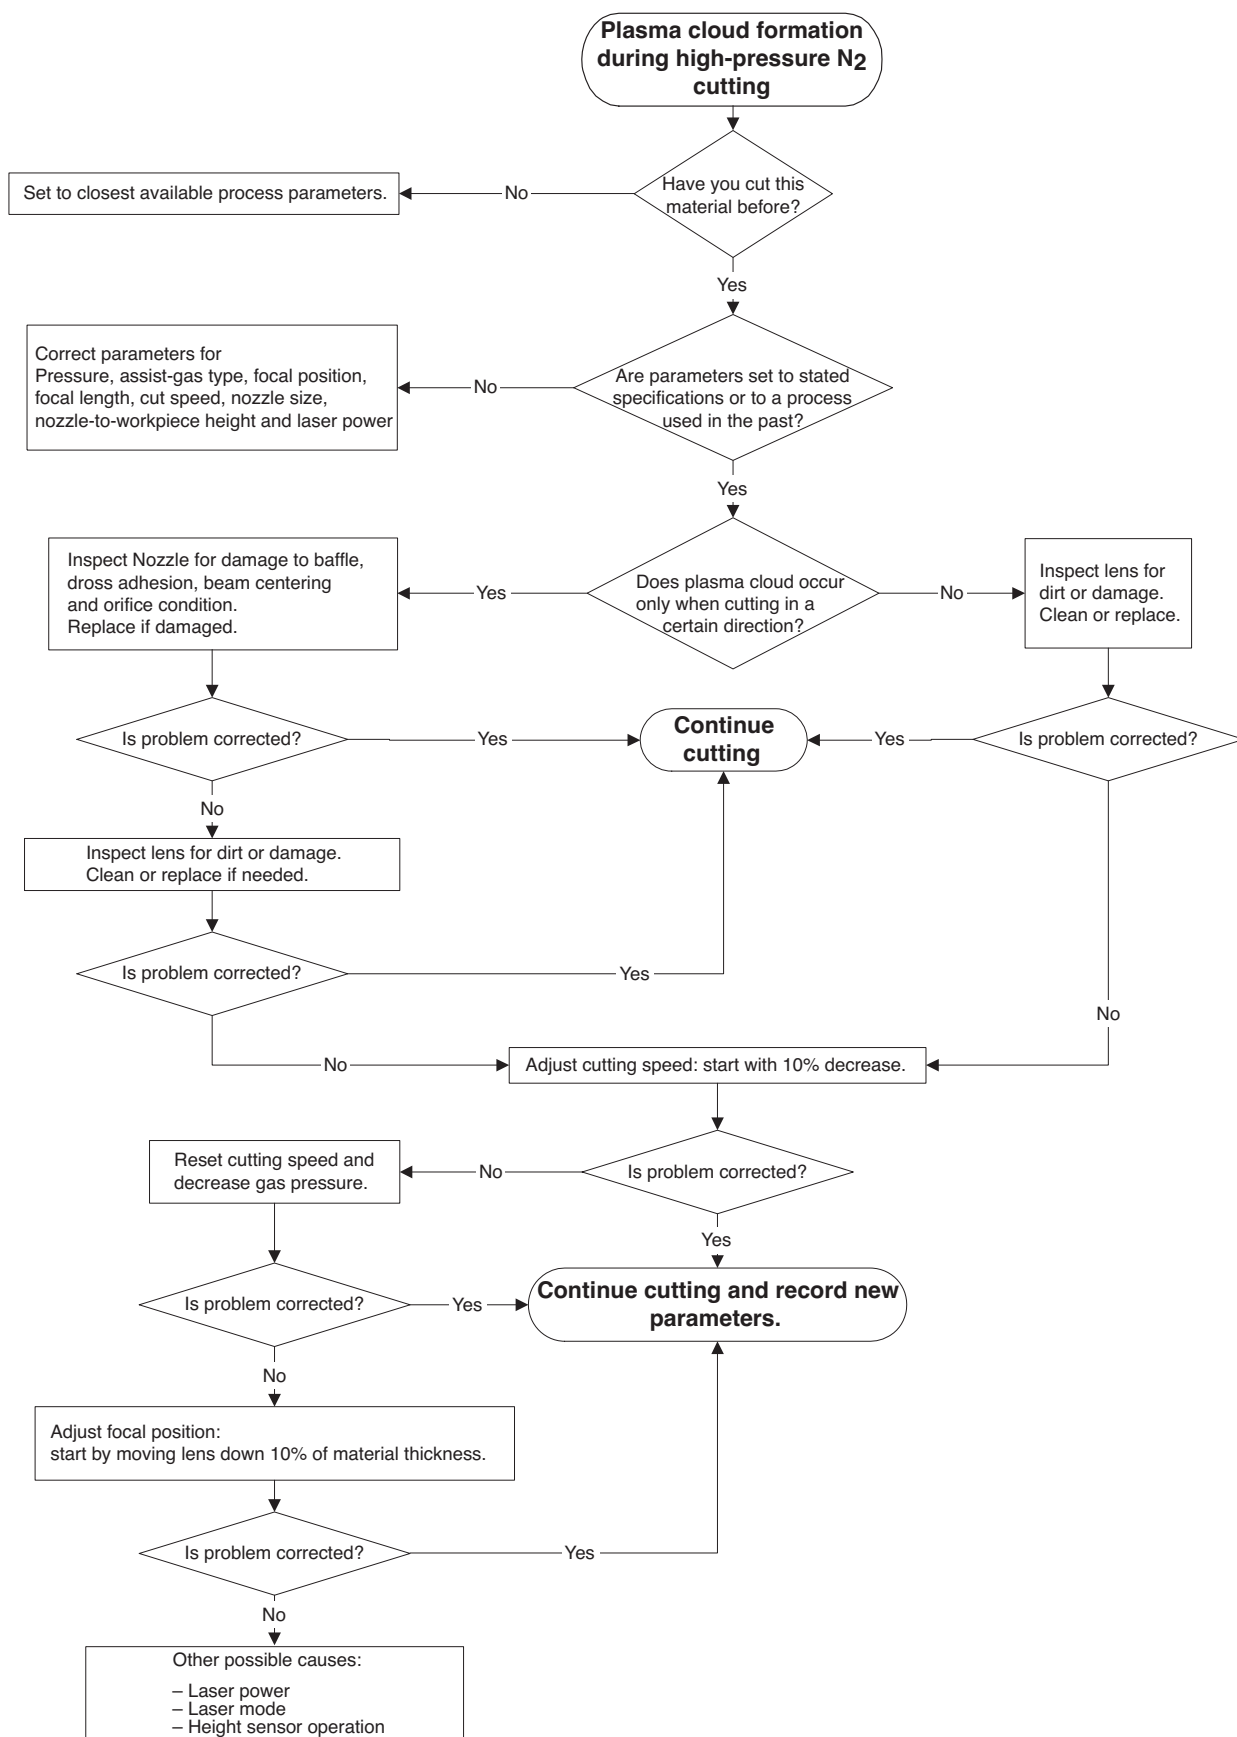 Plasma cloud formation
during high-pressure N2
cutting
Have you cut this
material before?
No
Set to closest available process parameters.
Yes
Are parameters set to stated
specifications or to a process
used in the past?
No
Correct parameters for
Pressure, assist-gas type, focal position,
focal length, cut speed, nozzle size,
nozzle-to-workpiece height and laser power
Yes
Does plasma cloud occur
only when cutting in a
certain direction?
Yes
Inspect Nozzle for damage to baffle,
dross adhesion, beam centering
and orifice condition.
Replace if damaged.
No
Inspect lens for
dirt or damage.
Clean or replace.
Is problem corrected?
Yes
Continue
cutting
Yes
Is problem corrected?
No
Inspect lens for dirt or damage.
Clean or replace if needed.
Is problem corrected?
Yes
No
No
Adjust cutting speed: start with 10% decrease.
Is problem corrected?
No
Reset cutting speed and
decrease gas pressure.
Yes
Is problem corrected?
Yes
Continue cutting and record new
parameters.
No
Adjust focal position:
start by moving lens down 10% of material thickness.
Is problem corrected?
Yes
No
Other possible causes:
– Laser power
– Laser mode
– Height sensor operation